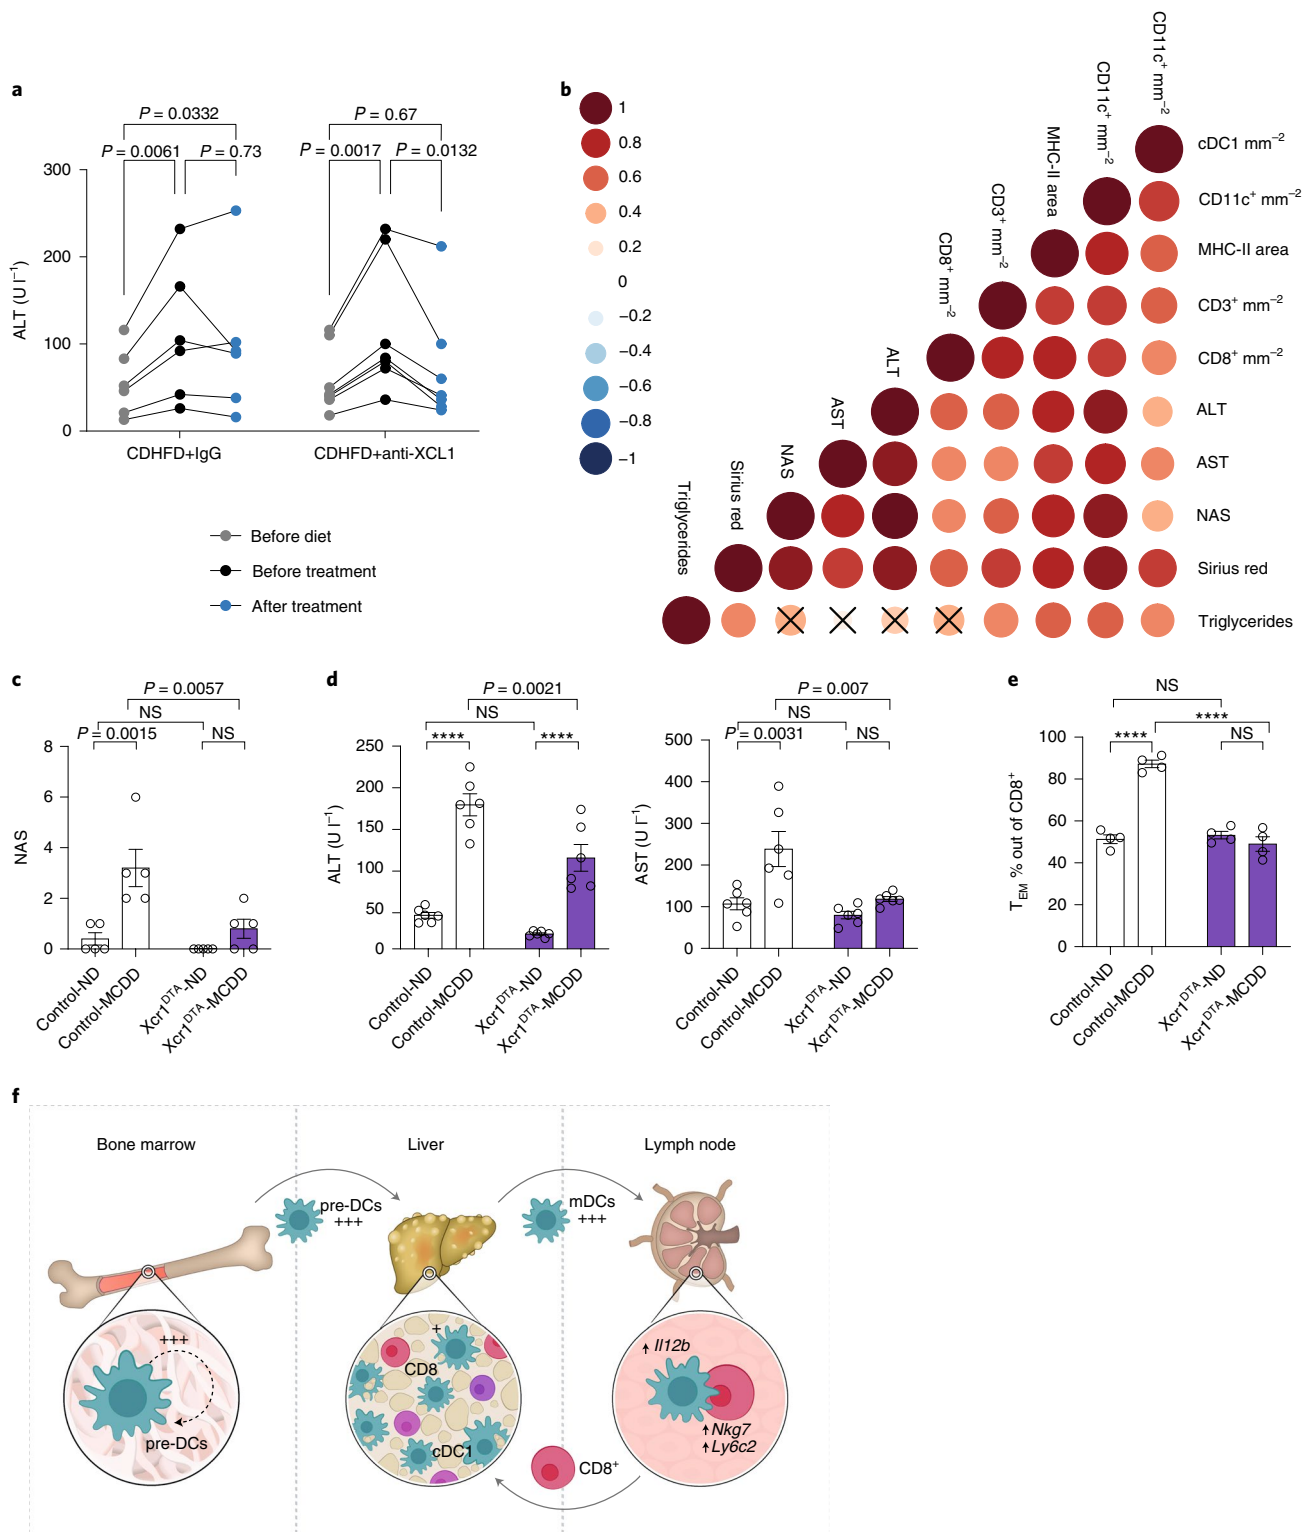 a
P = 0.0332
P = 0.67
P = 0.0061
P = 0.73
P = 0.0017
P = 0.0132
300
200
100
0
ALT (U l⁻¹)
CDHFD+IgG
CDHFD+anti-XCL1
Before diet
Before treatment
After treatment
b
1
0.8
0.6
0.4
0.2
0
−0.2
−0.4
−0.6
−0.8
−1
Triglycerides
Sirius red
NAS
AST
ALT
CD8⁺ mm⁻²
CD3⁺ mm⁻²
MHC-II area
CD11c⁺ mm⁻²
CD11c⁺ mm⁻²
cDC1 mm⁻²
CD11c⁺ mm⁻²
MHC-II area
CD3⁺ mm⁻²
CD8⁺ mm⁻²
ALT
AST
NAS
Sirius red
Triglycerides
c
P = 0.0057
NS
P = 0.0015
NS
8
6
4
2
0
NAS
Control-ND
Control-MCDD
Xcr1ᴰᵀᴬ-ND
Xcr1ᴰᵀᴬ-MCDD
d
P = 0.0021
NS
****
****
250
200
150
100
50
0
ALT (U l⁻¹)
Control-ND
Control-MCDD
Xcr1ᴰᵀᴬ-ND
Xcr1ᴰᵀᴬ-MCDD
P = 0.007
NS
P = 0.0031
NS
500
400
300
200
100
0
AST (U l⁻¹)
Control-ND
Control-MCDD
Xcr1ᴰᵀᴬ-ND
Xcr1ᴰᵀᴬ-MCDD
e
NS
****
****
NS
100
80
60
40
20
0
T_EM % out of CD8⁺
Control-ND
Control-MCDD
Xcr1ᴰᵀᴬ-ND
Xcr1ᴰᵀᴬ-MCDD
f
Bone marrow
Liver
Lymph node
pre-DCs
+++
mDCs
+++
+++
pre-DCs
+
CD8
cDC1
Il12b
Nkg7
Ly6c2
CD8⁺